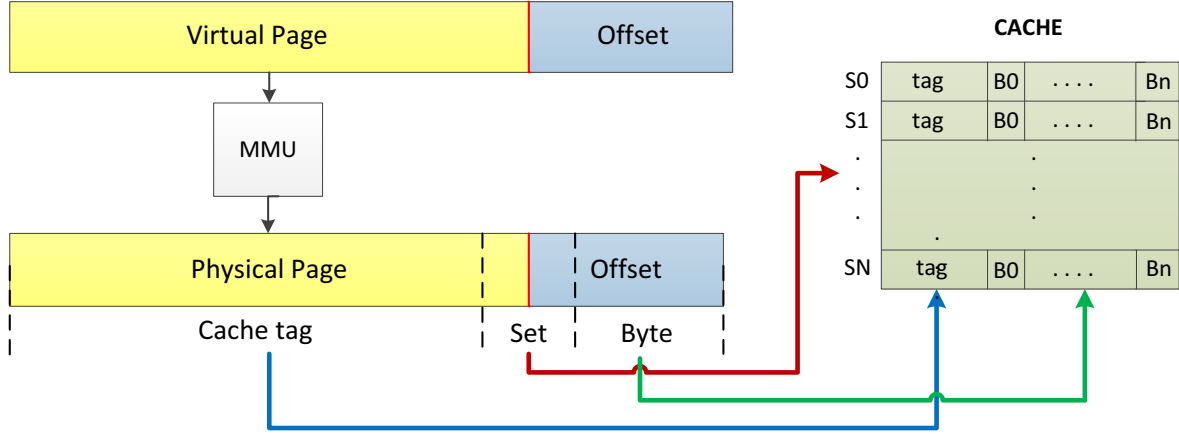 Virtual Page Offset
CACHE
S0 tag B0 .... Bn
S1 tag B0 .... Bn
MMU
Physical Page Offset
SN tag B0 .... Bn
Cache tag Set Byte